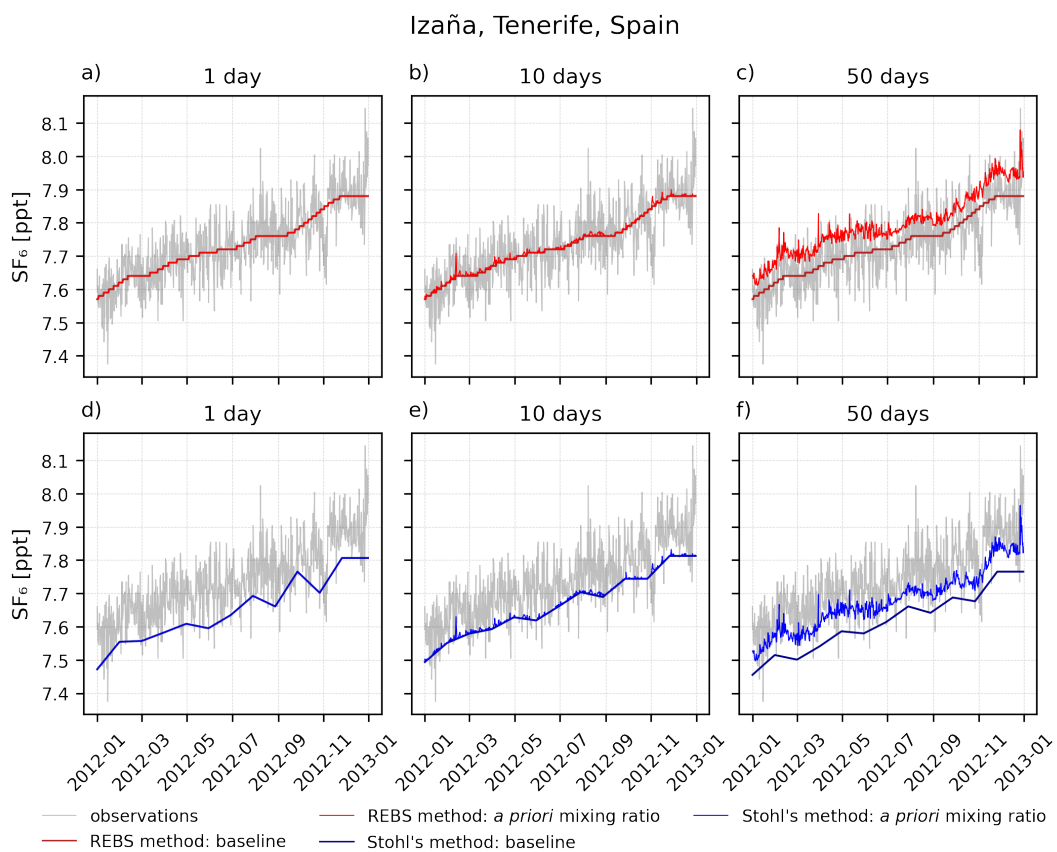 Izaña, Tenerife, Spain
a) 1 day b) 10 days c) 50 days
8.1
8.0
7.9
7.8
7.7
7.6
7.5
7.4
SF₆ [ppt]
d) 1 day e) 10 days f) 50 days
8.1
8.0
7.9
7.8
7.7
7.6
7.5
7.4
SF₆ [ppt]
2012-01 2012-03 2012-05 2012-07 2012-09 2012-11 2013-01 2012-01 2012-03 2012-05 2012-07 2012-09 2012-11 2013-01 2012-01 2012-03 2012-05 2012-07 2012-09 2012-11 2013-01
observations REBS method: a priori mixing ratio Stohl's method: a priori mixing ratio
REBS method: baseline Stohl's method: baseline